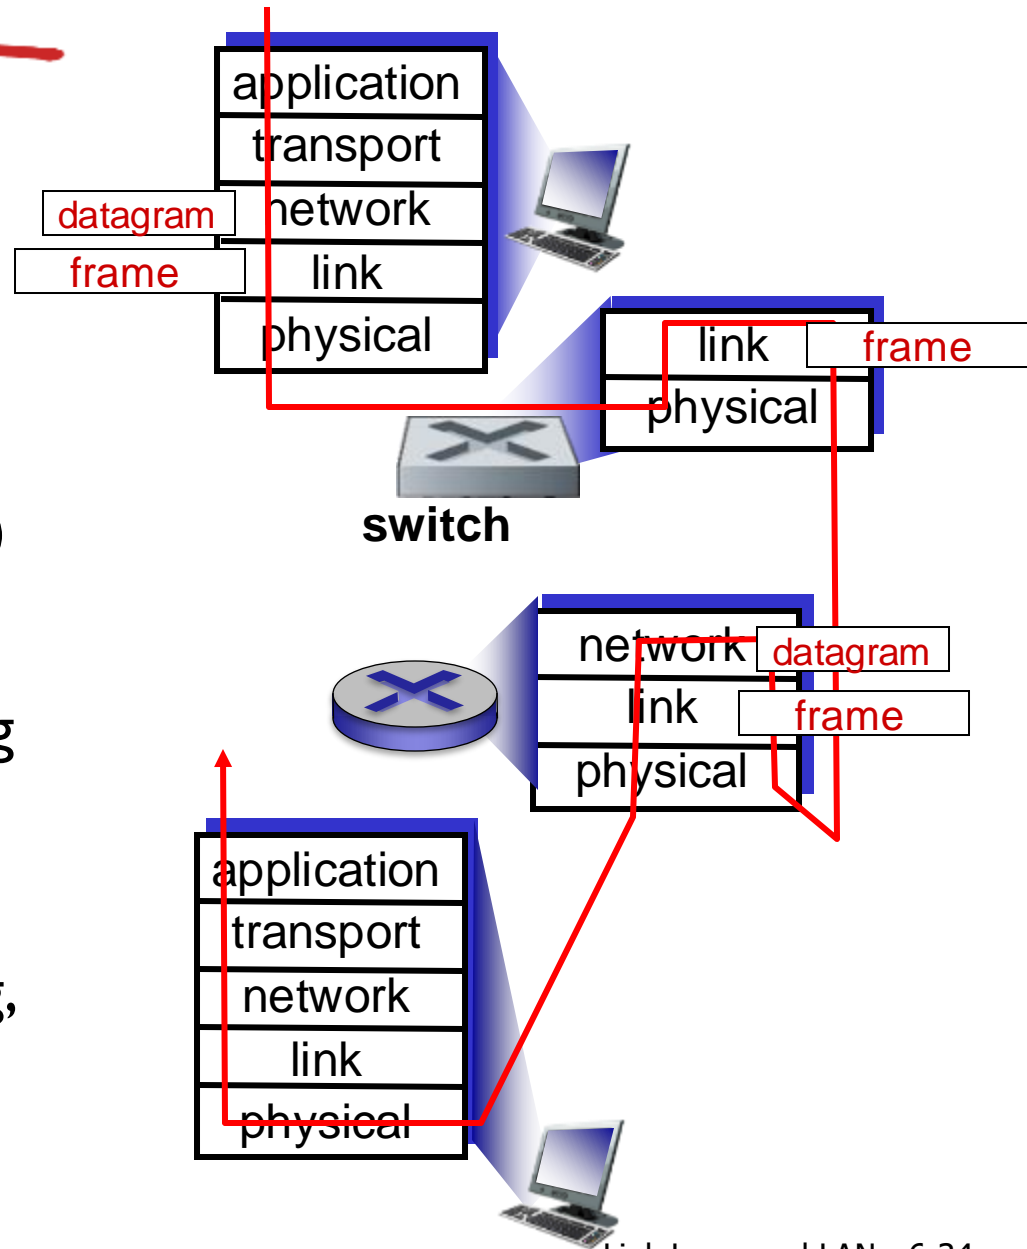 application
transport
datagram network
frame link
physical
link frame
physical
switch
)
network datagram
link frame
g
physical
application
transport
network
g,
link
physical